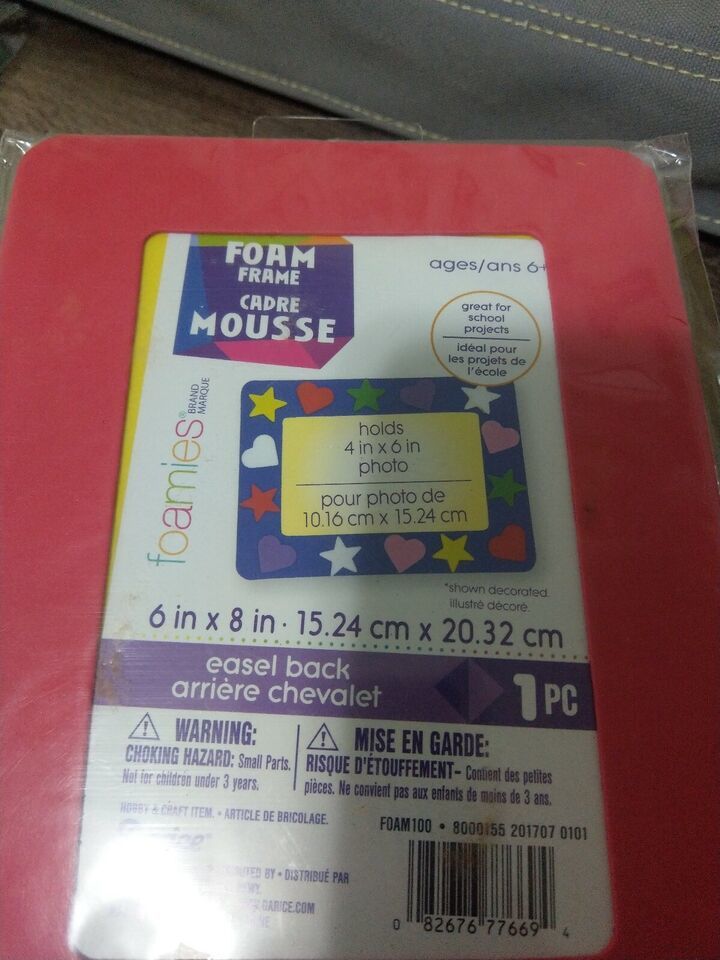 FOAM
FRAME
CADRE
MOUSSE
ages/ans 6+
great for
school
projects
idéal pour
les projets de
l'école
foamies®
BRAND
MARQUE
holds
4 in x 6 in
photo
pour photo de
10.16 cm x 15.24 cm
*shown decorated.
illustré décoré.
6 in x 8 in · 15.24 cm x 20.32 cm
easel back
arrière chevalet
1 PC
WARNING:
CHOKING HAZARD: Small Parts.
Not for children under 3 years.
MISE EN GARDE:
RISQUE D'ÉTOUFFEMENT- Contient des petites
pièces. Ne convient pas aux enfants de moins de 3 ans.
HOBBY & CRAFT ITEM. • ARTICLE DE BRICOLAGE.
FOAM100 • 8000155 201707 0101
BY • DISTRIBUÉ PAR
DARICE.COM
0 82676 77669 4